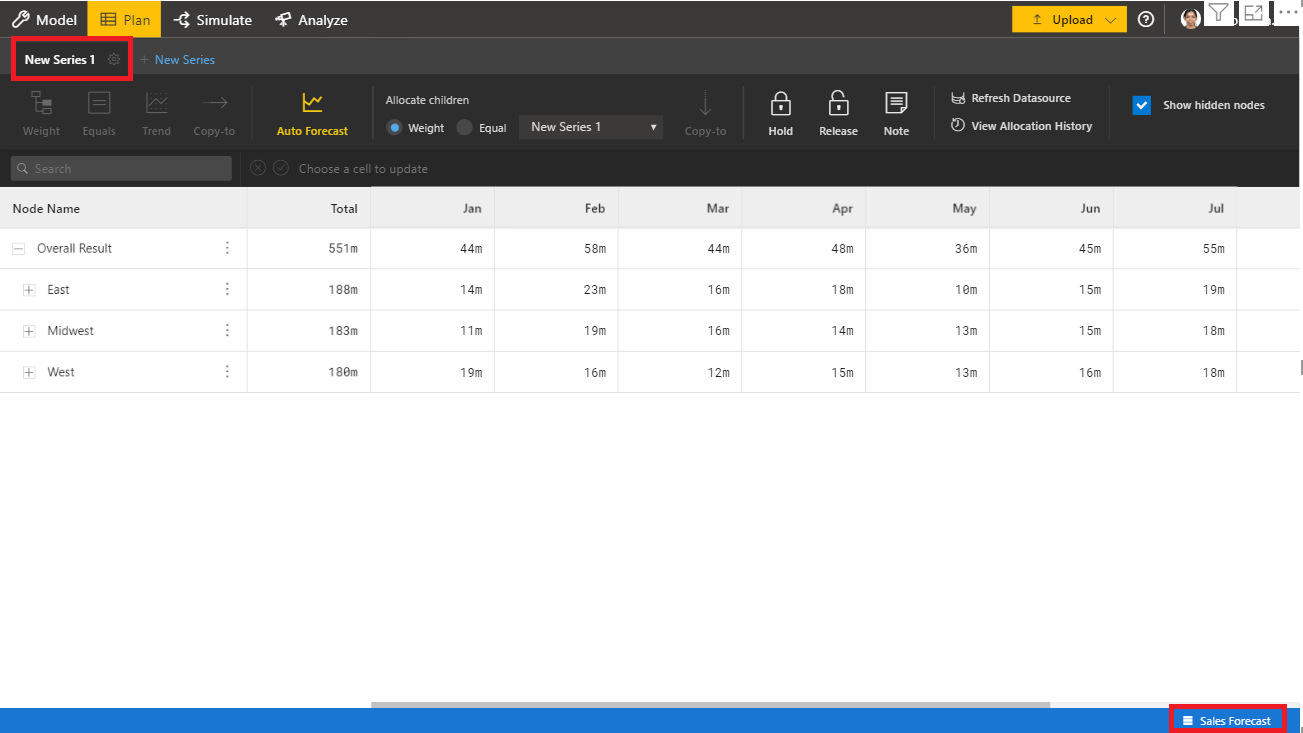 Model Plan Simulate Analyze Upload
New Series 1 + New Series
Allocate children
Weight Equals Trend Copy-to Auto Forecast Weight Equal New Series 1 Copy-to Hold Release Note
Refresh Datasource
View Allocation History
Show hidden nodes
Search Choose a cell to update
Node Name Total Jan Feb Mar Apr May Jun Jul
Overall Result 551m 44m 58m 44m 48m 36m 45m 55m
East 188m 14m 23m 16m 18m 10m 15m 19m
Midwest 183m 11m 19m 16m 14m 13m 15m 18m
West 180m 19m 16m 12m 15m 13m 16m 18m
Sales Forecast